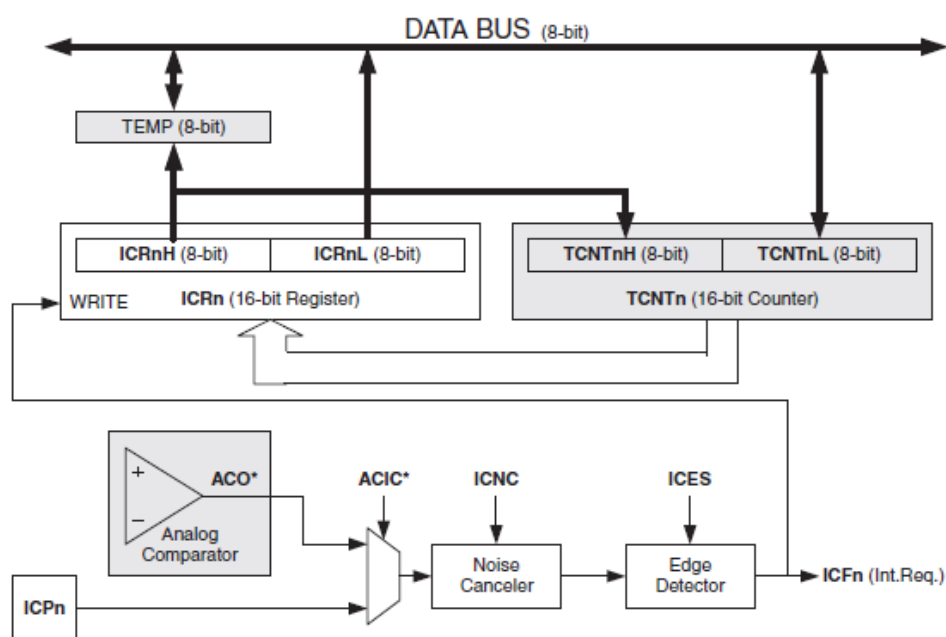 DATA BUS (8-bit)
TEMP (8-bit)
ICRnH (8-bit) ICRnL (8-bit)
WRITE ICRn (16-bit Register)
TCNTnH (8-bit) TCNTnL (8-bit)
TCNTn (16-bit Counter)
+
−
ACO*
Analog
Comparator
ACIC*
ICNC
ICES
Noise
Canceler
Edge
Detector
ICFn (Int.Req.)
ICPn